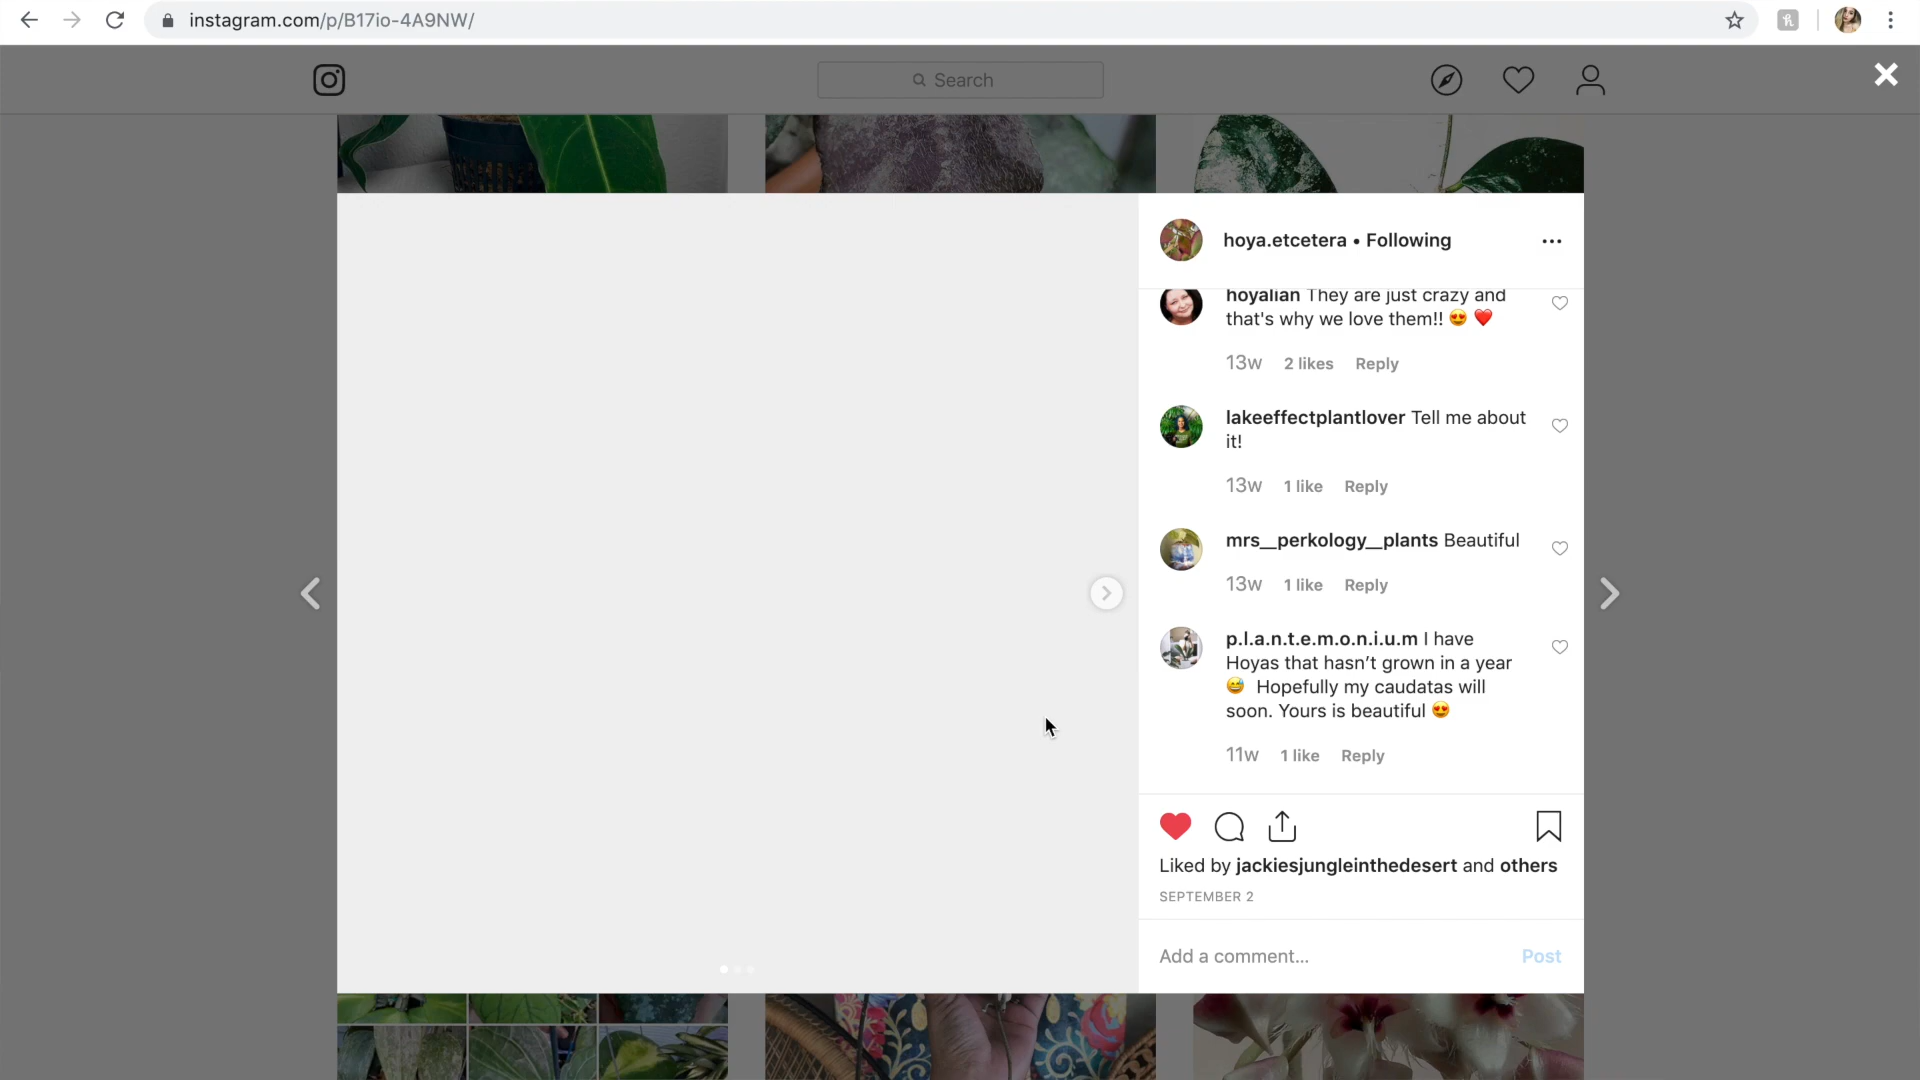 instagram.com/p/B17io-4A9NW/
Search
hoya.etcetera • Following
hoyalian They are just crazy and
that's why we love them!! 😍 ❤️
13w 2 likes Reply
lakeeffectplantlover Tell me about
it!
13w 1 like Reply
mrs__perkology__plants Beautiful
13w 1 like Reply
p.l.a.n.t.e.m.o.n.i.u.m I have
Hoyas that hasn’t grown in a year
😅 Hopefully my caudatas will
soon. Yours is beautiful 😍
11w 1 like Reply
Liked by jackiesjungleinthedesert and others
SEPTEMBER 2
Add a comment... Post